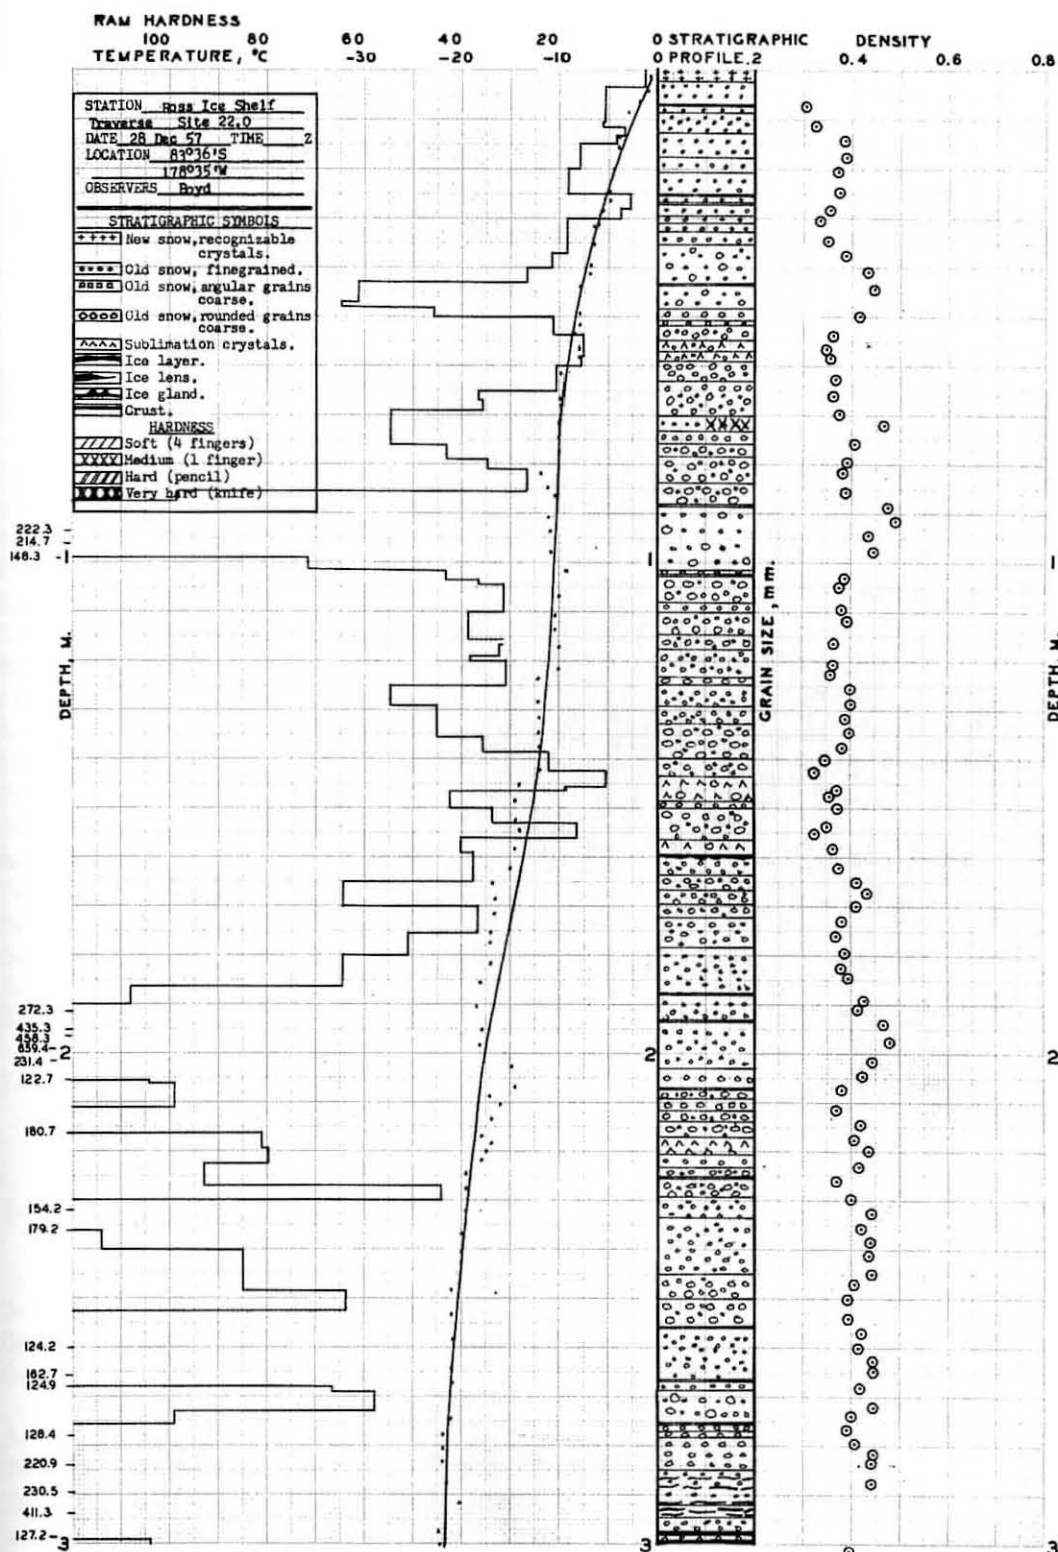 RAM HARDNESS
100 80 60 40 20 0 STRATIGRAPHIC DENSITY
TEMPERATURE, °C -30 -20 -10 PROFILE.2 0.4 0.6 0.8
STATION Ross Ice Shelf
Traverse Site 22.0
DATE 28 Dec 57 TIME Z
LOCATION 83°36'S
178°35'W
OBSERVERS Boyd
STRATIGRAPHIC SYMBOLS
New snow, recognizable
crystals.
Old snow, finegrained.
Old snow, angular grains
coarse.
Old snow, rounded grains
coarse.
Sublimation crystals.
Ice layer.
Ice lens.
Ice gland.
Crust.
HARDNESS
Soft (4 fingers)
Medium (1 finger)
Hard (pencil)
Very hard (knife)
222.3
214.7
148.3 1 1 1
DEPTH, M.
GRAIN SIZE, mm.
DEPTH M.
272.3
435.3
458.3
659.4
2 2 2
231.4
122.7
180.7
154.2
179.2
124.2
162.7
124.9
128.4
220.9
230.5
411.3
127.2
3 3 3